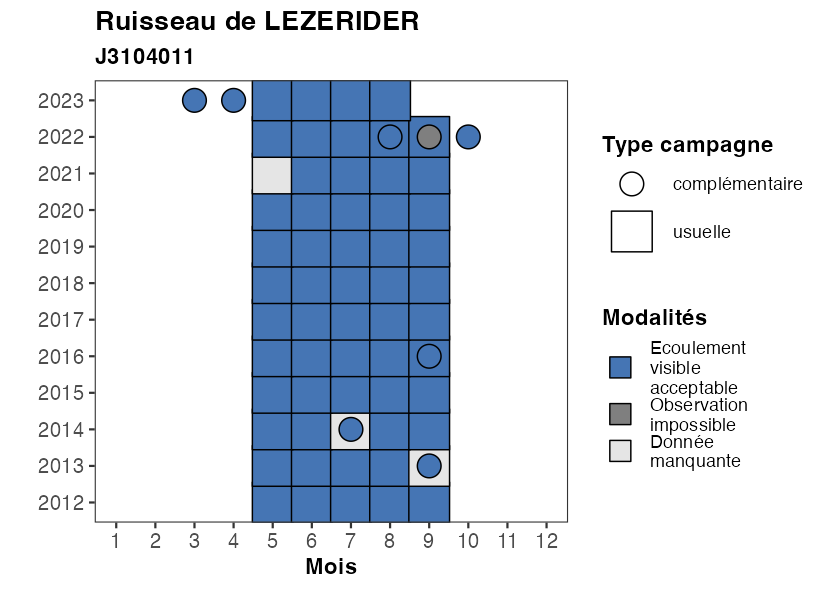 Ruisseau de LEZERIDER
J3104011
2023
2022
2021
2020
2019
2018
2017
2016
2015
2014
2013
2012
1 2 3 4 5 6 7 8 9 10 11 12
Mois
Type campagne
complémentaire
usuelle
Modalités
Ecoulement
visible
acceptable
Observation
impossible
Donnée
manquante